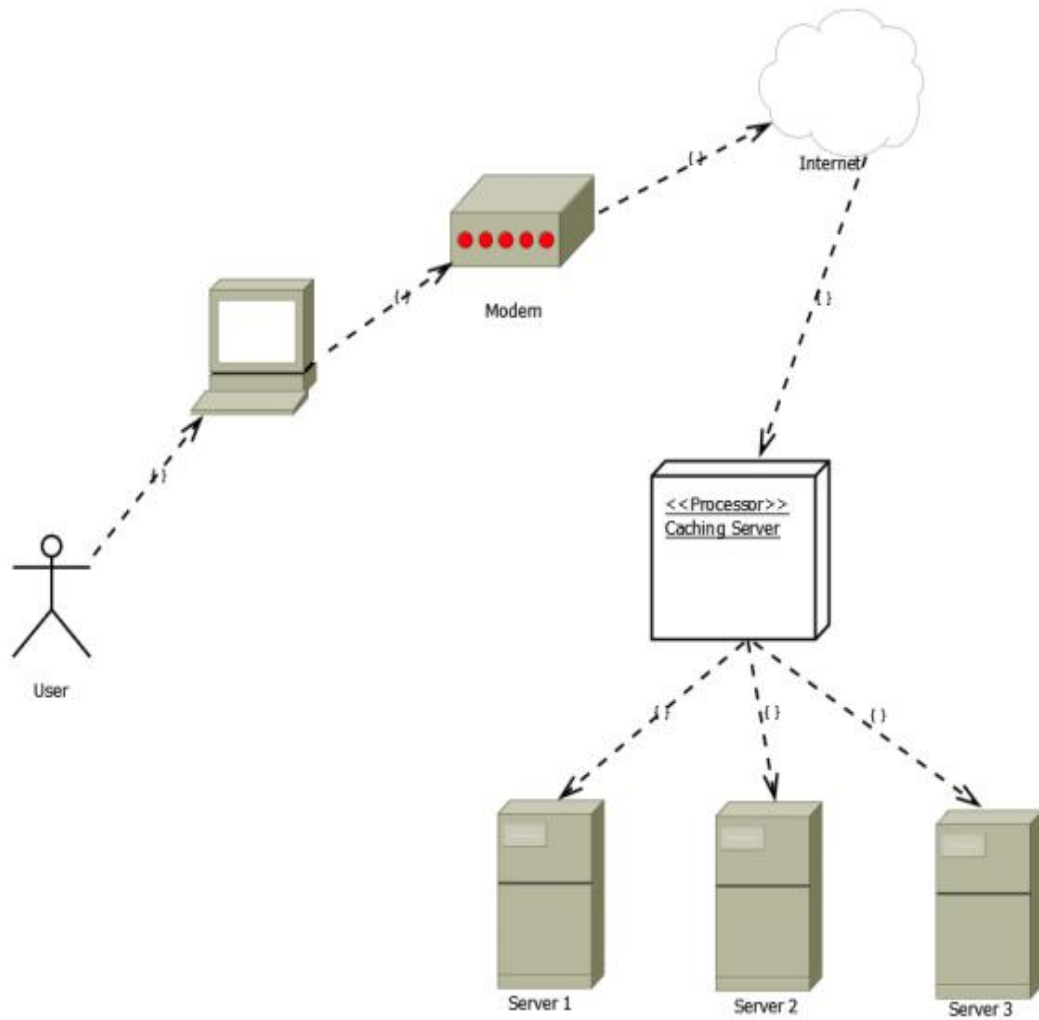 Internet
{ }
Modem
{ }
{ }
{ }
<<Processor>>
Caching Server
User
{ }
{ }
{ }
Server 1
Server 2
Server 3